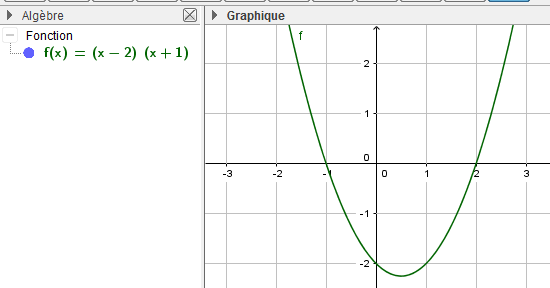 Algèbre
Fonction
f(x) = (x − 2) (x + 1)
Graphique
f
2
1
0
-3 -2 -1 0 1 2 3
-1
-2